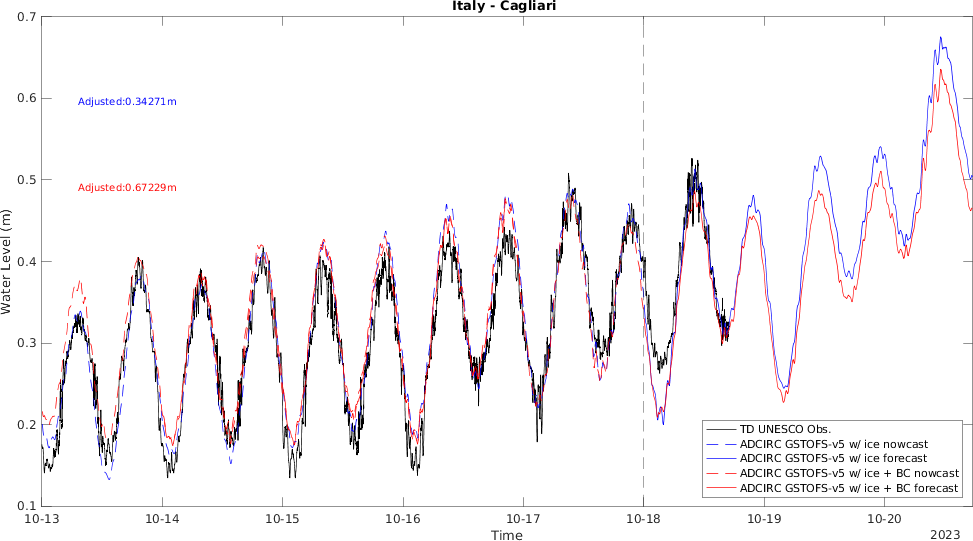 Italy - Cagliari
0.7
0.6
0.5
0.4
0.3
0.2
0.1
Water Level (m)
Adjusted:0.34271m
Adjusted:0.67229m
TD UNESCO Obs.
ADCIRC GSTOFS-v5 w/ ice nowcast
ADCIRC GSTOFS-v5 w/ ice forecast
ADCIRC GSTOFS-v5 w/ ice + BC nowcast
ADCIRC GSTOFS-v5 w/ ice + BC forecast
10-13 10-14 10-15 10-16 10-17 10-18 10-19 10-20
Time
2023